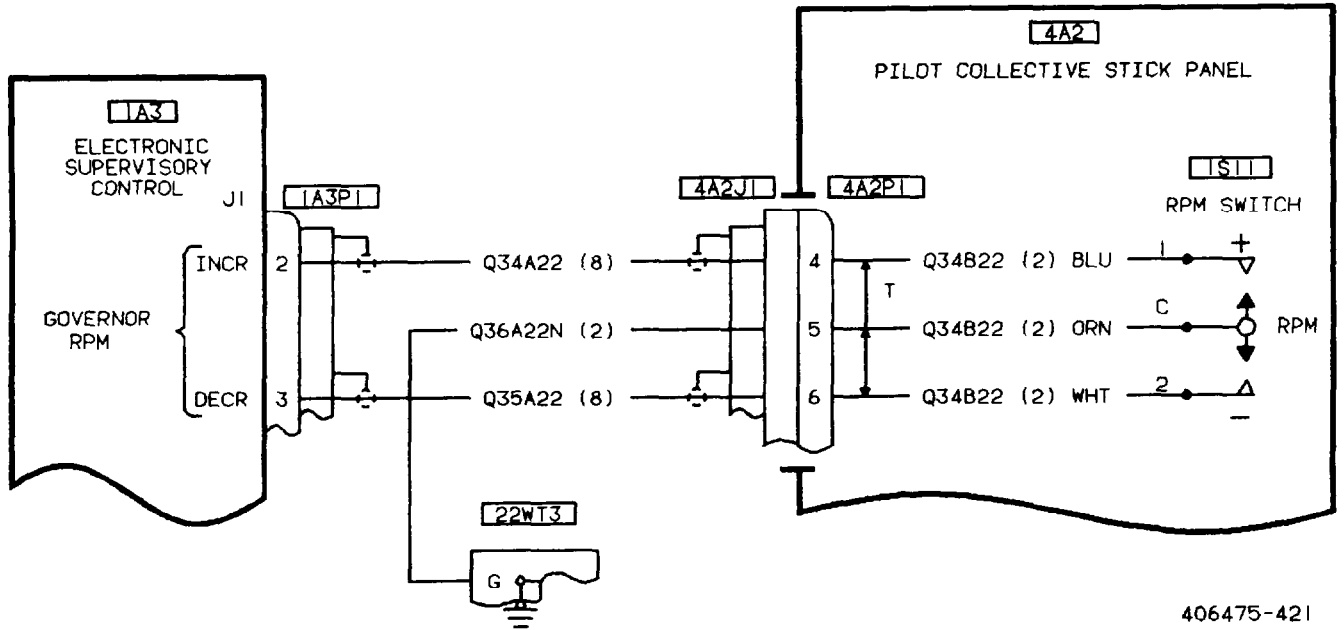 4A2
PILOT COLLECTIVE STICK PANEL
1A3
ELECTRONIC
SUPERVISORY
CONTROL
J1
1A3P1
4A2J1
4A2P1
1S11
RPM SWITCH
INCR 2 Q34A22 (8) 4 Q34B22 (2) BLU 1 +
T
GOVERNOR
RPM
Q36A22N (2) 5 Q34B22 (2) ORN C RPM
DECR 3 Q35A22 (8) 6 Q34B22 (2) WHT 2 −
22WT3
G
406475-421